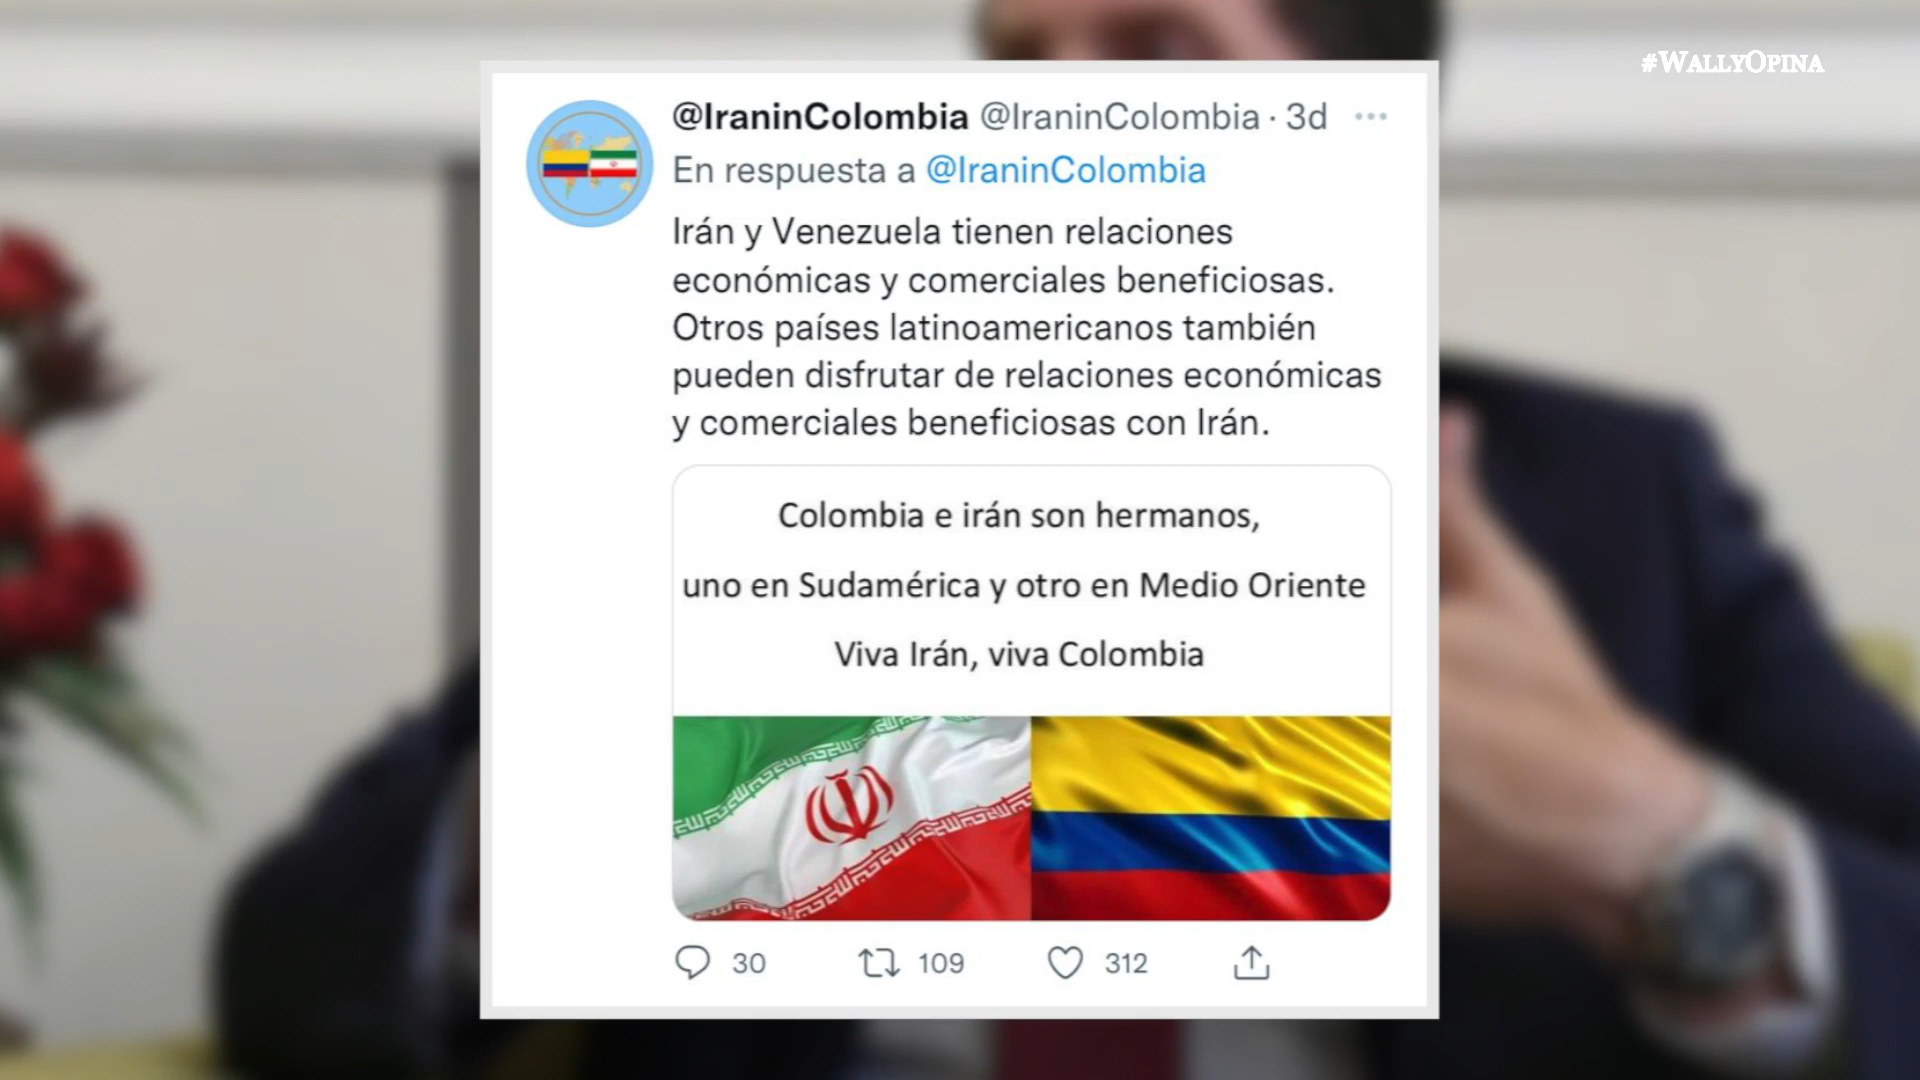 #WALLYOPINA
@IraninColombia @IraninColombia · 3d
En respuesta a @IraninColombia
Irán y Venezuela tienen relaciones
económicas y comerciales beneficiosas.
Otros países latinoamericanos también
pueden disfrutar de relaciones económicas
y comerciales beneficiosas con Irán.
Colombia e irán son hermanos,
uno en Sudamérica y otro en Medio Oriente
Viva Irán, viva Colombia
30 109 312